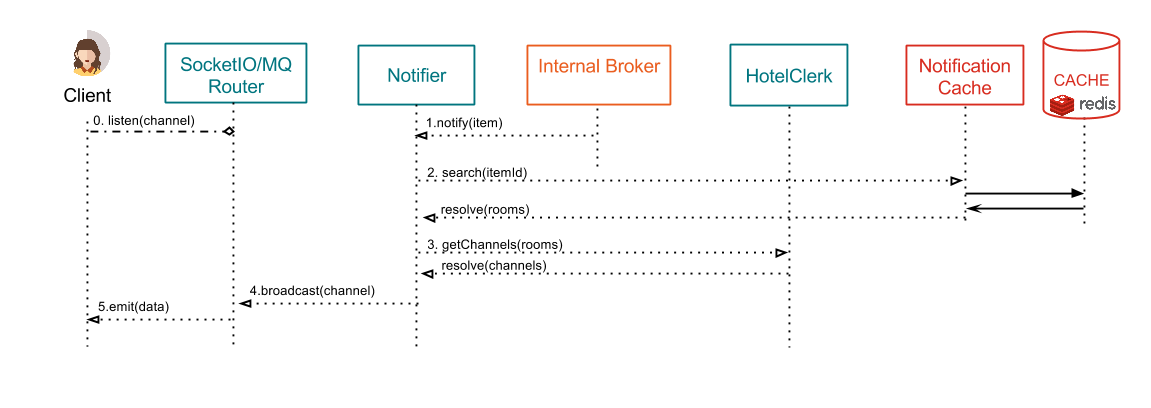 Client
SocketIO/MQ
Router
Notifier
Internal Broker
HotelClerk
Notification
Cache
CACHE
redis
0. listen(channel)
1.notify(item)
2. search(itemId)
resolve(rooms)
3. getChannels(rooms)
resolve(channels)
4.broadcast(channel)
5.emit(data)